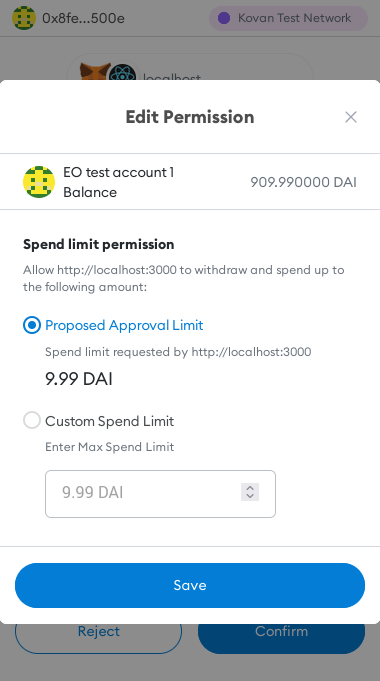 0x8fe...500e
Kovan Test Network
localhost
Edit Permission
EO test account 1
Balance
909.990000 DAI
Spend limit permission
Allow http://localhost:3000 to withdraw and spend up to
the following amount:
Proposed Approval Limit
Spend limit requested by http://localhost:3000
9.99 DAI
Custom Spend Limit
Enter Max Spend Limit
9.99 DAI
Save
Reject
Confirm